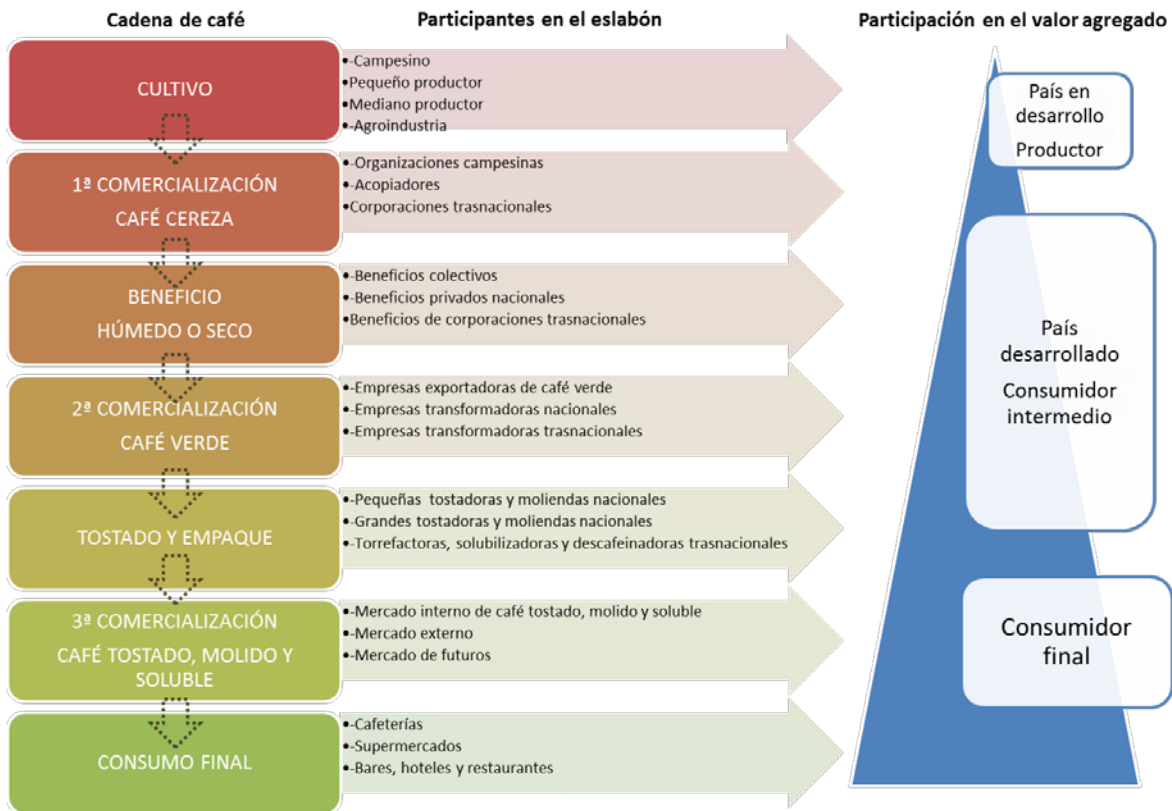 Cadena de café
Participantes en el eslabón
Participación en el valor agregado
CULTIVO
•-Campesino
•Pequeño productor
•Mediano productor
•-Agroindustria
1ª COMERCIALIZACIÓN
CAFÉ CEREZA
•-Organizaciones campesinas
•-Acopiadores
•Corporaciones trasnacionales
BENEFICIO
HÚMEDO O SECO
•-Beneficios colectivos
•-Beneficios privados nacionales
•Beneficios de corporaciones trasnacionales
2ª COMERCIALIZACIÓN
CAFÉ VERDE
•-Empresas exportadoras de café verde
•-Empresas transformadoras nacionales
•-Empresas transformadoras trasnacionales
TOSTADO Y EMPAQUE
•-Pequeñas tostadoras y moliendas nacionales
•-Grandes tostadoras y moliendas nacionales
•-Torrefactoras, solubilizadoras y descafeinadoras trasnacionales
3ª COMERCIALIZACIÓN
CAFÉ TOSTADO, MOLIDO Y
SOLUBLE
•-Mercado interno de café tostado, molido y soluble
•-Mercado externo
•-Mercado de futuros
CONSUMO FINAL
•-Cafeterías
•-Supermercados
•-Bares, hoteles y restaurantes
País en
desarrollo
Productor
País
desarrollado
Consumidor
intermedio
Consumidor
final